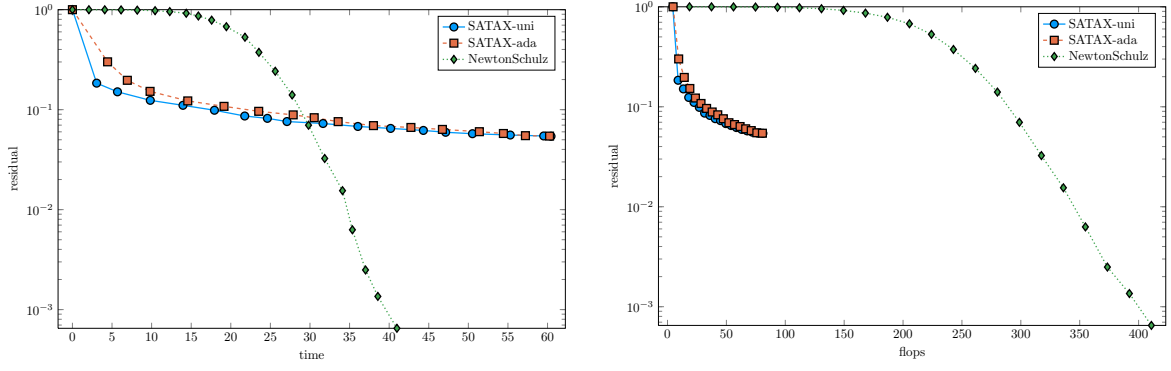 10^0
10^-1
10^-2
10^-3
residual
0 5 10 15 20 25 30 35 40 45 50 55 60
time
SATAX-uni
SATAX-ada
NewtonSchulz
10^0
10^-1
10^-2
10^-3
residual
0 50 100 150 200 250 300 350 400
flops
SATAX-uni
SATAX-ada
NewtonSchulz